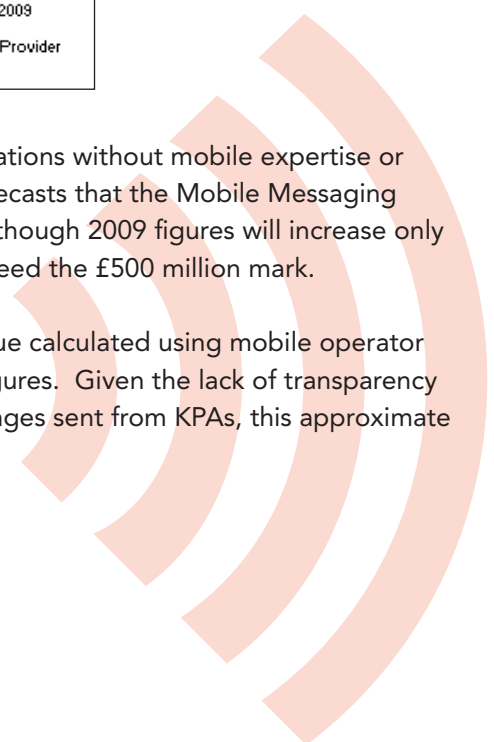 2009
Provider
ations without mobile expertise or
ecasts that the Mobile Messaging
though 2009 figures will increase only
eed the £500 million mark.
ue calculated using mobile operator
gures. Given the lack of transparency
ages sent from KPAs, this approximate